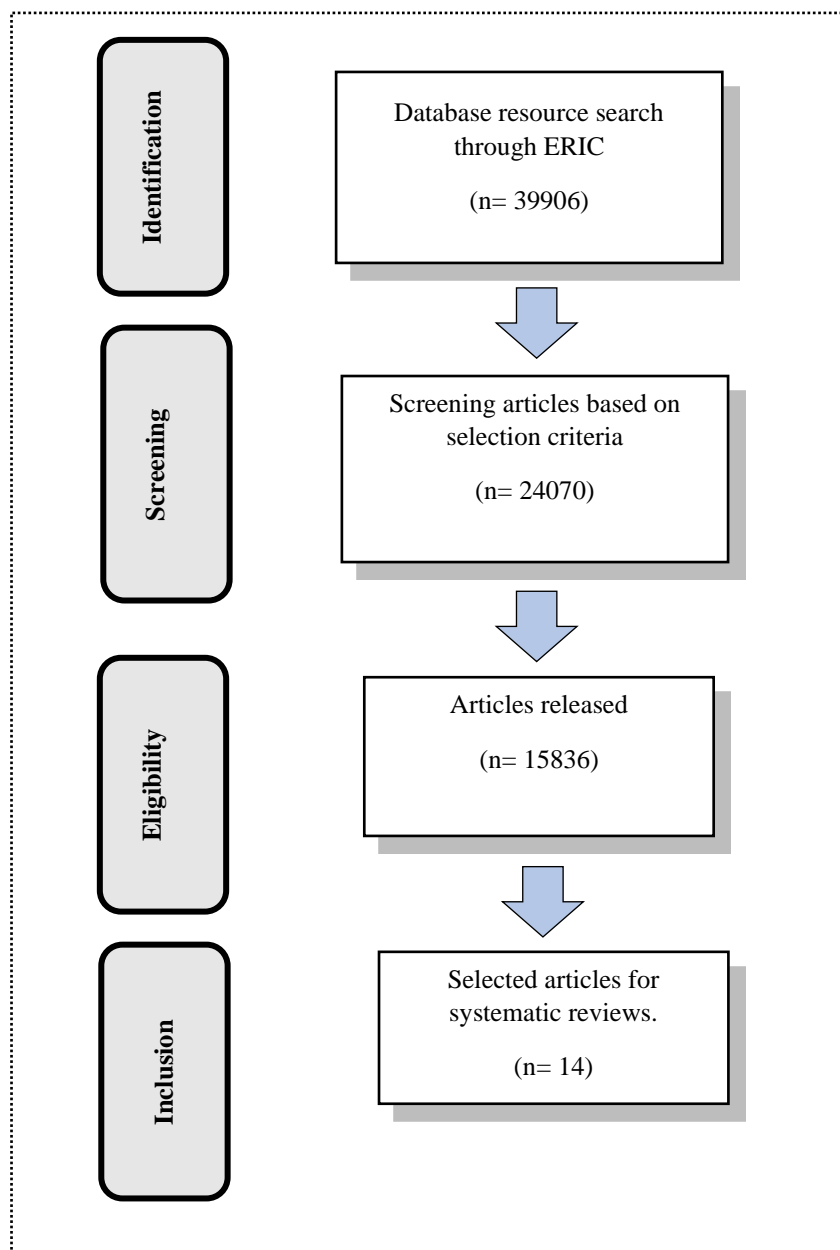 Identification
Database resource search
through ERIC
(n= 39906)
Screening
Screening articles based on
selection criteria
(n= 24070)
Eligibility
Articles released
(n= 15836)
Inclusion
Selected articles for
systematic reviews.
(n= 14)